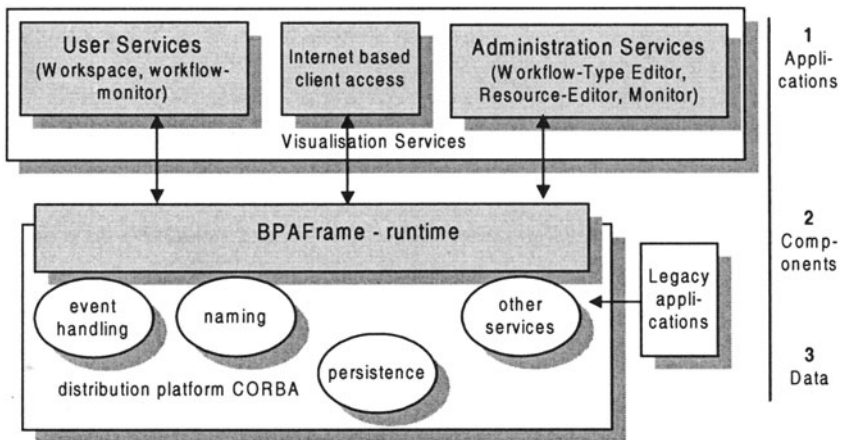 User Services
(Workspace, workflow-
monitor)
Internet based
client access
Administration Services
(Workflow-Type Editor,
Resource-Editor, Monitor)
Visualisation Services
1
Appli-
cations
BPAFrame - runtime
2
Comp-
onents
event
handling
naming
other
services
Legacy
appli-
cations
persistence
distribution platform CORBA
3
Data